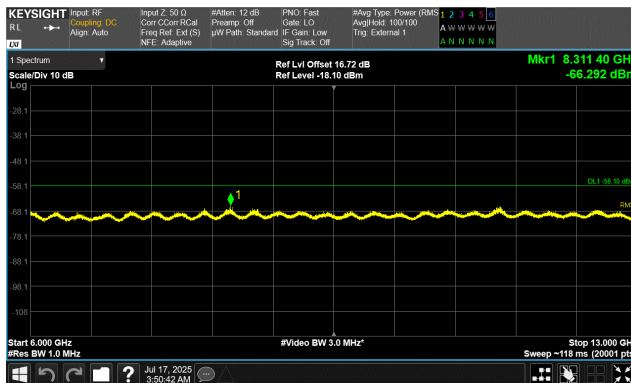 KEYSIGHT Input: RF Input Z: 50 Ω #Atten: 12 dB PNO: Fast #Avg Type: Power (RMS 1 2 3 4 5 6
RL Coupling: DC Corr CCorr RCal Preamp: Off Gate: LO Avg|Hold: 100/100 A W W W W W
Align: Auto Freq Ref: Ext (S) µW Path: Standard IF Gain: Low Trig: External 1 A N N N N N
LXI NFE: Adaptive Sig Track: Off
1 Spectrum Ref Lvl Offset 16.72 dB Mkr1 8.311 40 GH
Scale/Div 10 dB Ref Level -18.10 dBm -66.292 dBr
Log
-28.1
-38.1
-48.1
-58.1 DL1 -58.10 dB
1
-68.1 RMS
-78.1
-88.1
-98.1
-108
Start 6.000 GHz #Video BW 3.0 MHz* Stop 13.000 GH
#Res BW 1.0 MHz Sweep ~118 ms (20001 pts
? Jul 17, 2025
3:50:42 AM